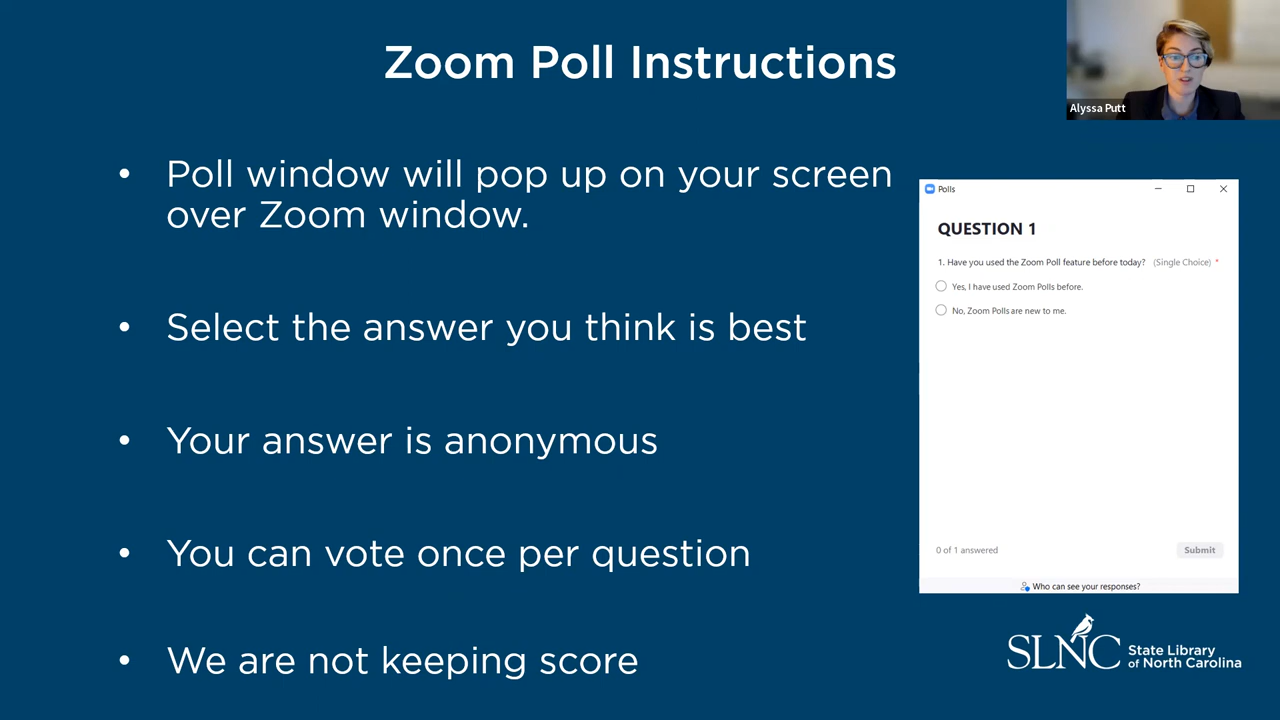 Zoom Poll Instructions
Alyssa Putt
• Poll window will pop up on your screen
over Zoom window.
• Select the answer you think is best
• Your answer is anonymous
• You can vote once per question
• We are not keeping score
Polls
QUESTION 1
1. Have you used the Zoom Poll feature before today? (Single Choice) *
Yes, I have used Zoom Polls before.
No, Zoom Polls are new to me.
0 of 1 answered
Submit
Who can see your responses?
SLNC
State Library
of North Carolina